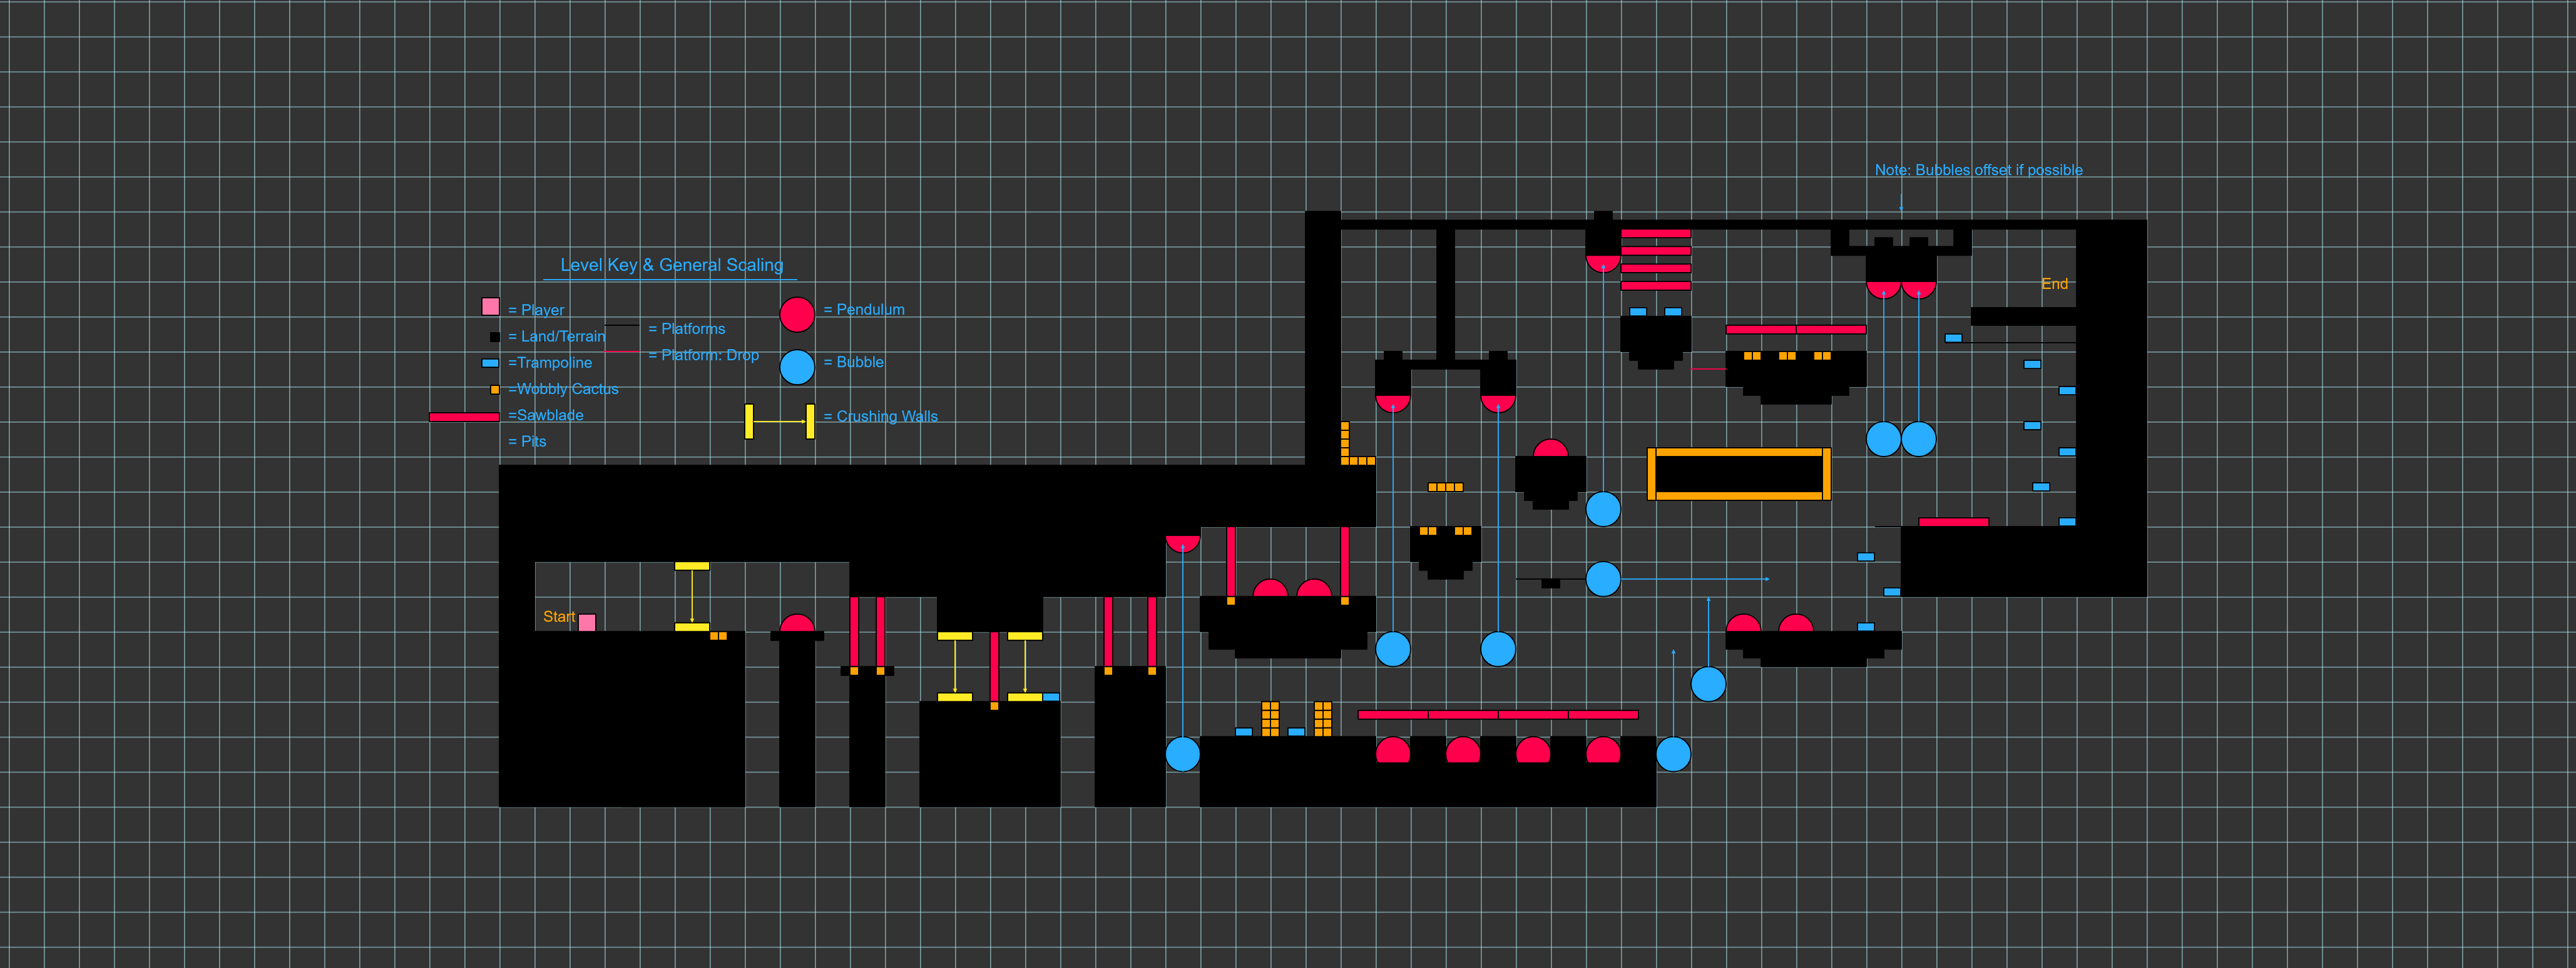 Note: Bubbles offset if possible
Level Key & General Scaling
= Player
= Land/Terrain
=Trampoline
=Wobbly Cactus
=Sawblade
= Pits
= Platforms
= Platform: Drop
= Pendulum
= Bubble
= Crushing Walls
End
Start